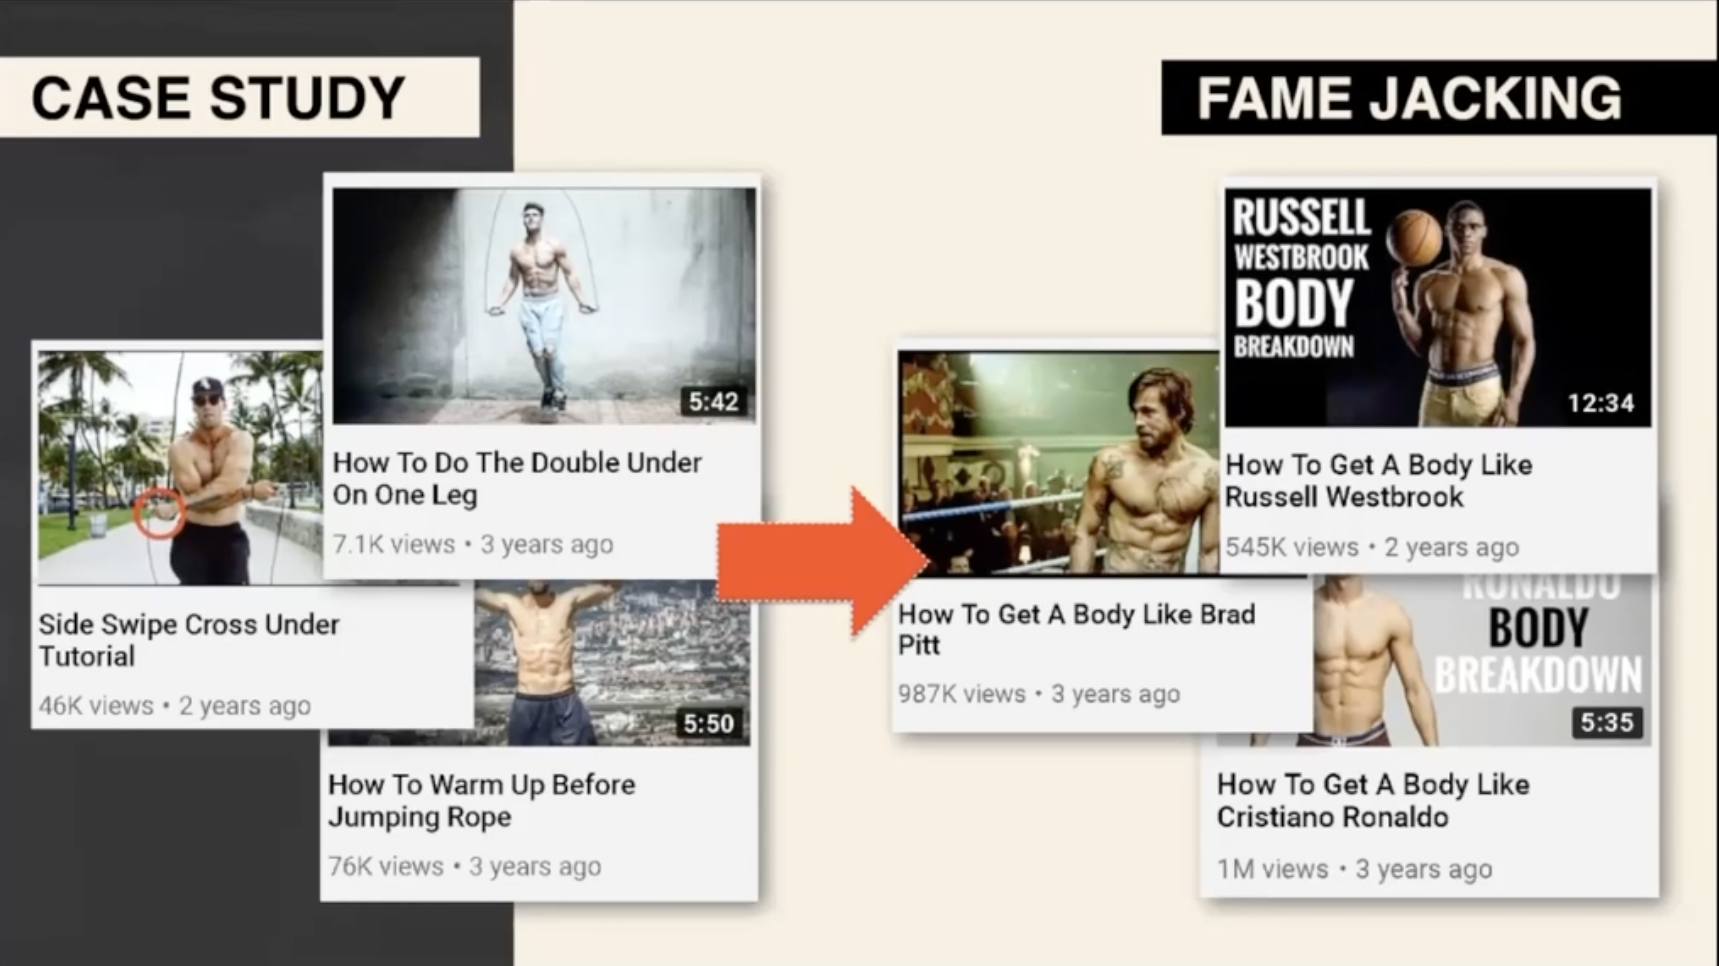 CASE STUDY
FAME JACKING
5:42
How To Do The Double Under
On One Leg
7.1K views • 3 years ago
Side Swipe Cross Under
Tutorial
46K views • 2 years ago
5:50
How To Warm Up Before
Jumping Rope
76K views • 3 years ago
RUSSELL
WESTBROOK
BODY
BREAKDOWN
12:34
How To Get A Body Like
Russell Westbrook
545K views • 2 years ago
How To Get A Body Like Brad
Pitt
987K views • 3 years ago
RONALDO
BODY
BREAKDOWN
5:35
How To Get A Body Like
Cristiano Ronaldo
1M views • 3 years ago